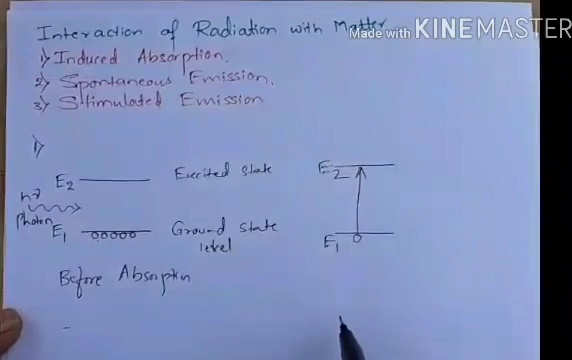 Interaction of Radiation with Matter
Made with KINEMASTER
1) Induced Absorption.
2) Spontaneous Emission.
3) Stimulated Emission
1)
E2 Excited state
hν
Photon
E1 Ground state
level
E2
E1
Before Absorption